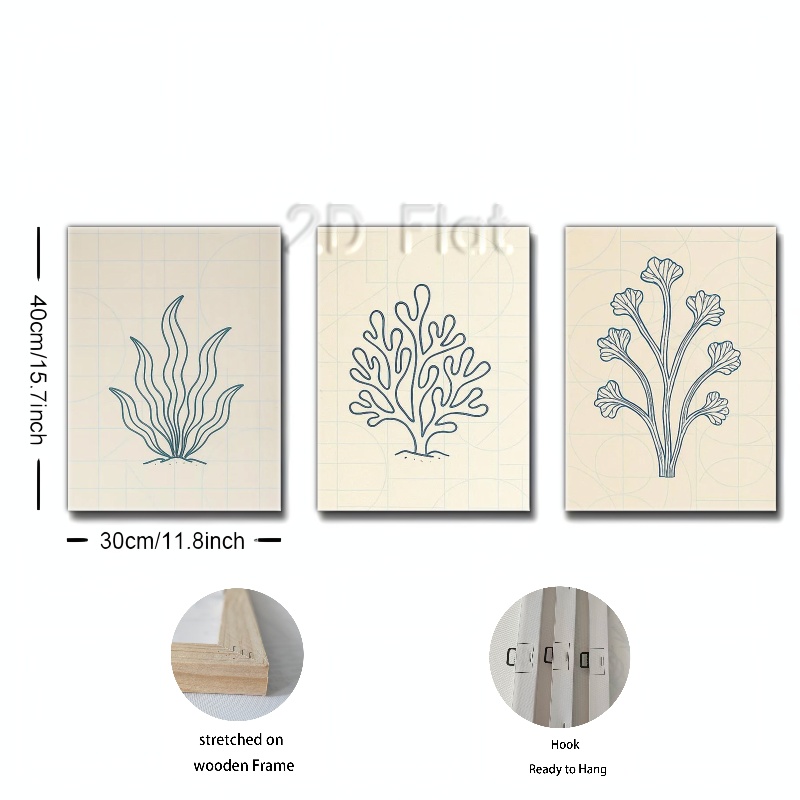 2D Flat
40cm/15.7inch
30cm/11.8inch
stretched on
wooden Frame
Hook
Ready to Hang